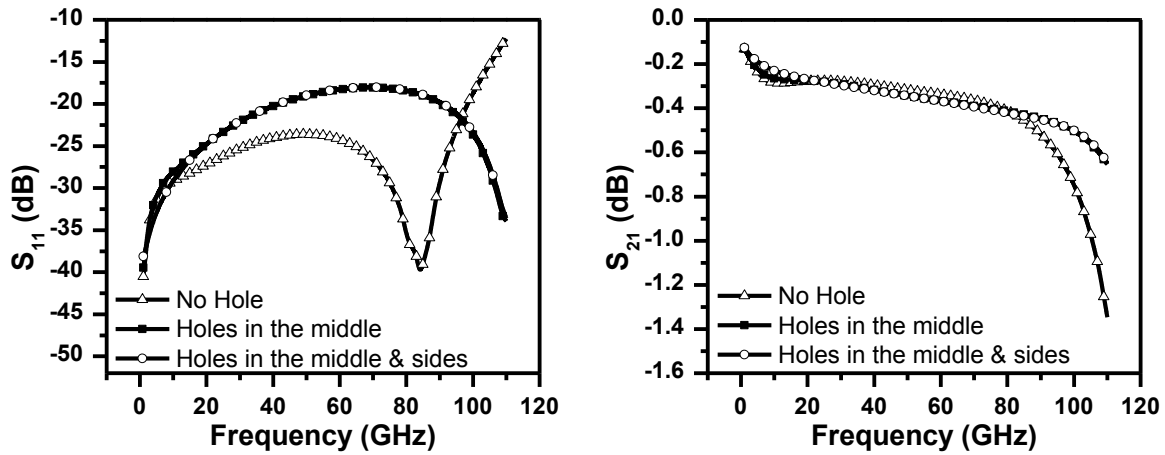 -10
-15
-20
-25
-30
-35
-40
-45
-50
S11 (dB)
No Hole
Holes in the middle
Holes in the middle & sides
0 20 40 60 80 100 120
Frequency (GHz)
0.0
-0.2
-0.4
-0.6
-0.8
-1.0
-1.2
-1.4
-1.6
S21 (dB)
No Hole
Holes in the middle
Holes in the middle & sides
0 20 40 60 80 100 120
Frequency (GHz)